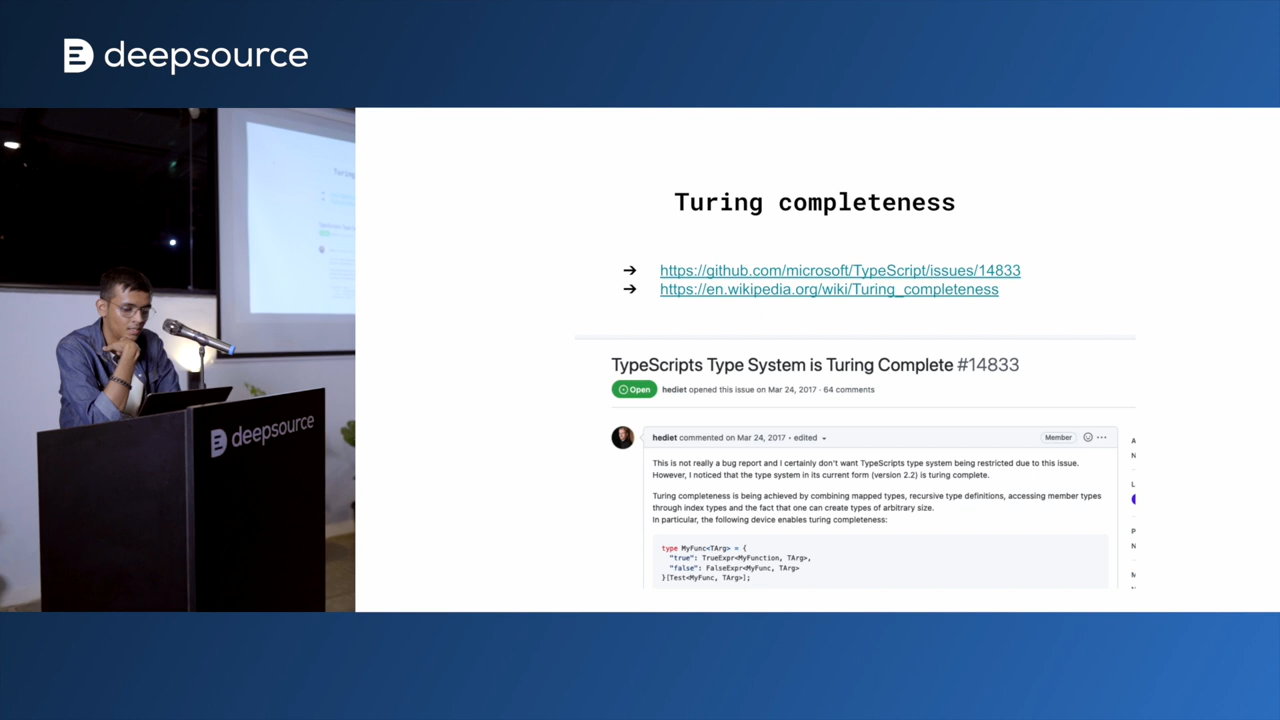 deepsource
Turing completeness
➔ https://github.com/microsoft/TypeScript/issues/14833
➔ https://en.wikipedia.org/wiki/Turing_completeness
TypeScripts Type System is Turing Complete #14833
Open hediet opened this issue on Mar 24, 2017 · 64 comments
hediet commented on Mar 24, 2017 • edited Member
This is not really a bug report and I certainly don't want TypeScripts type system being restricted due to this issue.
However, I noticed that the type system in its current form (version 2.2) is turing complete.
Turing completeness is being achieved by combining mapped types, recursive type definitions, accessing member types
through index types and the fact that one can create types of arbitrary size.
In particular, the following device enables turing completeness:
type MyFunc<TArg> = {
"true": TrueExpr<MyFunction, TArg>,
"false": FalseExpr<MyFunc, TArg>
}[Test<MyFunc, TArg>];
A
N
L
P
N
M
deepsource